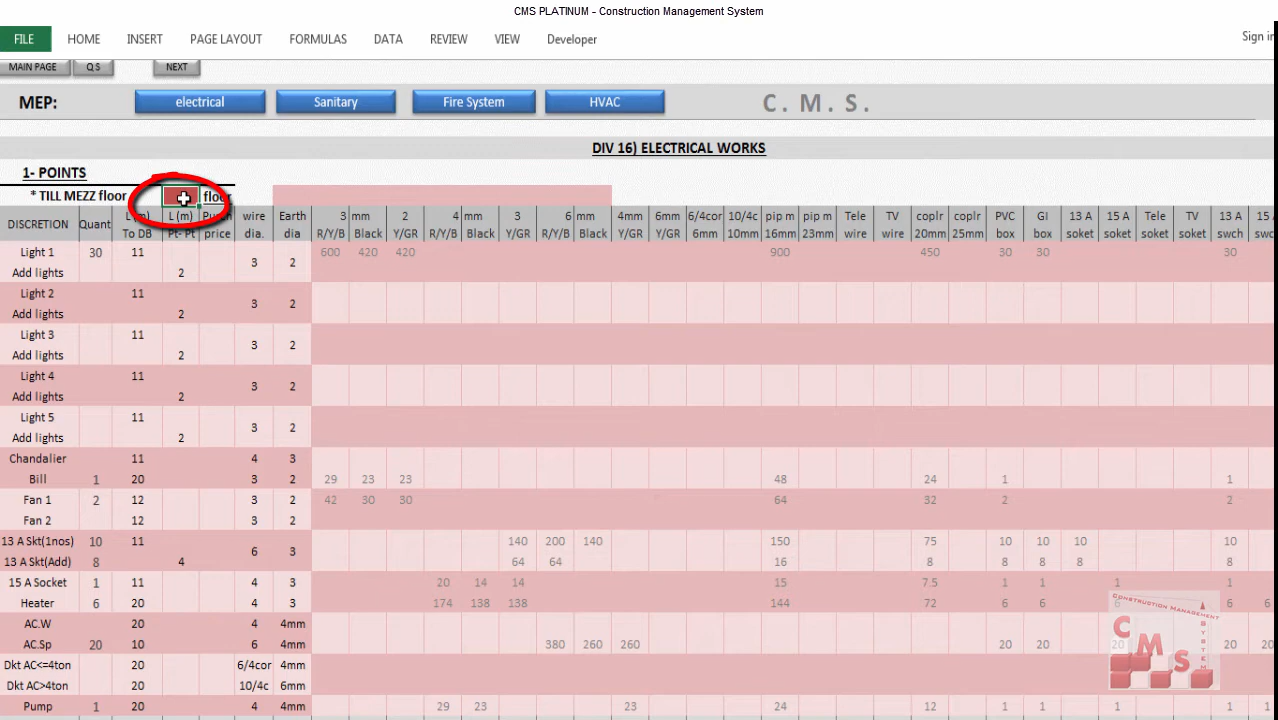 CMS PLATINUM - Construction Management System
FILE HOME INSERT PAGE LAYOUT FORMULAS DATA REVIEW VIEW Developer Sign in
MAIN PAGE Q S NEXT
MEP: electrical Sanitary Fire System HVAC C. M. S.
DIV 16) ELECTRICAL WORKS
1- POINTS
* TILL MEZZ floor floor
DISCRETION Quant L (m) L (m) Purch wire Earth 3 mm 2 4 mm 3 6 mm 4mm 6mm 6/4cor 10/4c pip m pip m Tele TV coplr coplr PVC GI 13 A 15 A Tele TV 13 A 15 A
To DB Pt- Pt price dia. dia R/Y/B Black Y/GR R/Y/B Black Y/GR R/Y/B Black Y/GR Y/GR 6mm 10mm 16mm 23mm wire wire 20mm 25mm box box soket soket soket soket swch swc
Light 1 30 11 3 2 600 420 420 900 450 30 30 30
Add lights 2
Light 2 11 3 2
Add lights 2
Light 3 11 3 2
Add lights 2
Light 4 11 3 2
Add lights 2
Light 5 11 3 2
Add lights 2
Chandalier 11 4 3
Bill 1 20 3 2 29 23 23 48 24 1 1
Fan 1 2 12 3 2 42 30 30 64 32 2 2
Fan 2 12 3 2
13 A Skt(1nos) 10 11 6 3 140 200 140 150 75 10 10 10 10
13 A Skt(Add) 8 4 64 64 16 8 8 8 8 8
15 A Socket 1 11 4 3 20 14 14 15 7.5 1 1 1 1
Heater 6 20 4 3 174 138 138 144 72 6 6 6 6 6
AC.W 20 4 4mm
AC.Sp 20 10 6 4mm 380 260 260 20 20 20 20 20
Dkt AC<=4ton 20 6/4cor 4mm
Dkt AC>4ton 20 10/4c 6mm
Pump 1 20 4 4mm 29 23 23 24 12 1 1 1 1 1
CONSTRUCTION MANAGEMENT
SYSTEM
CMS